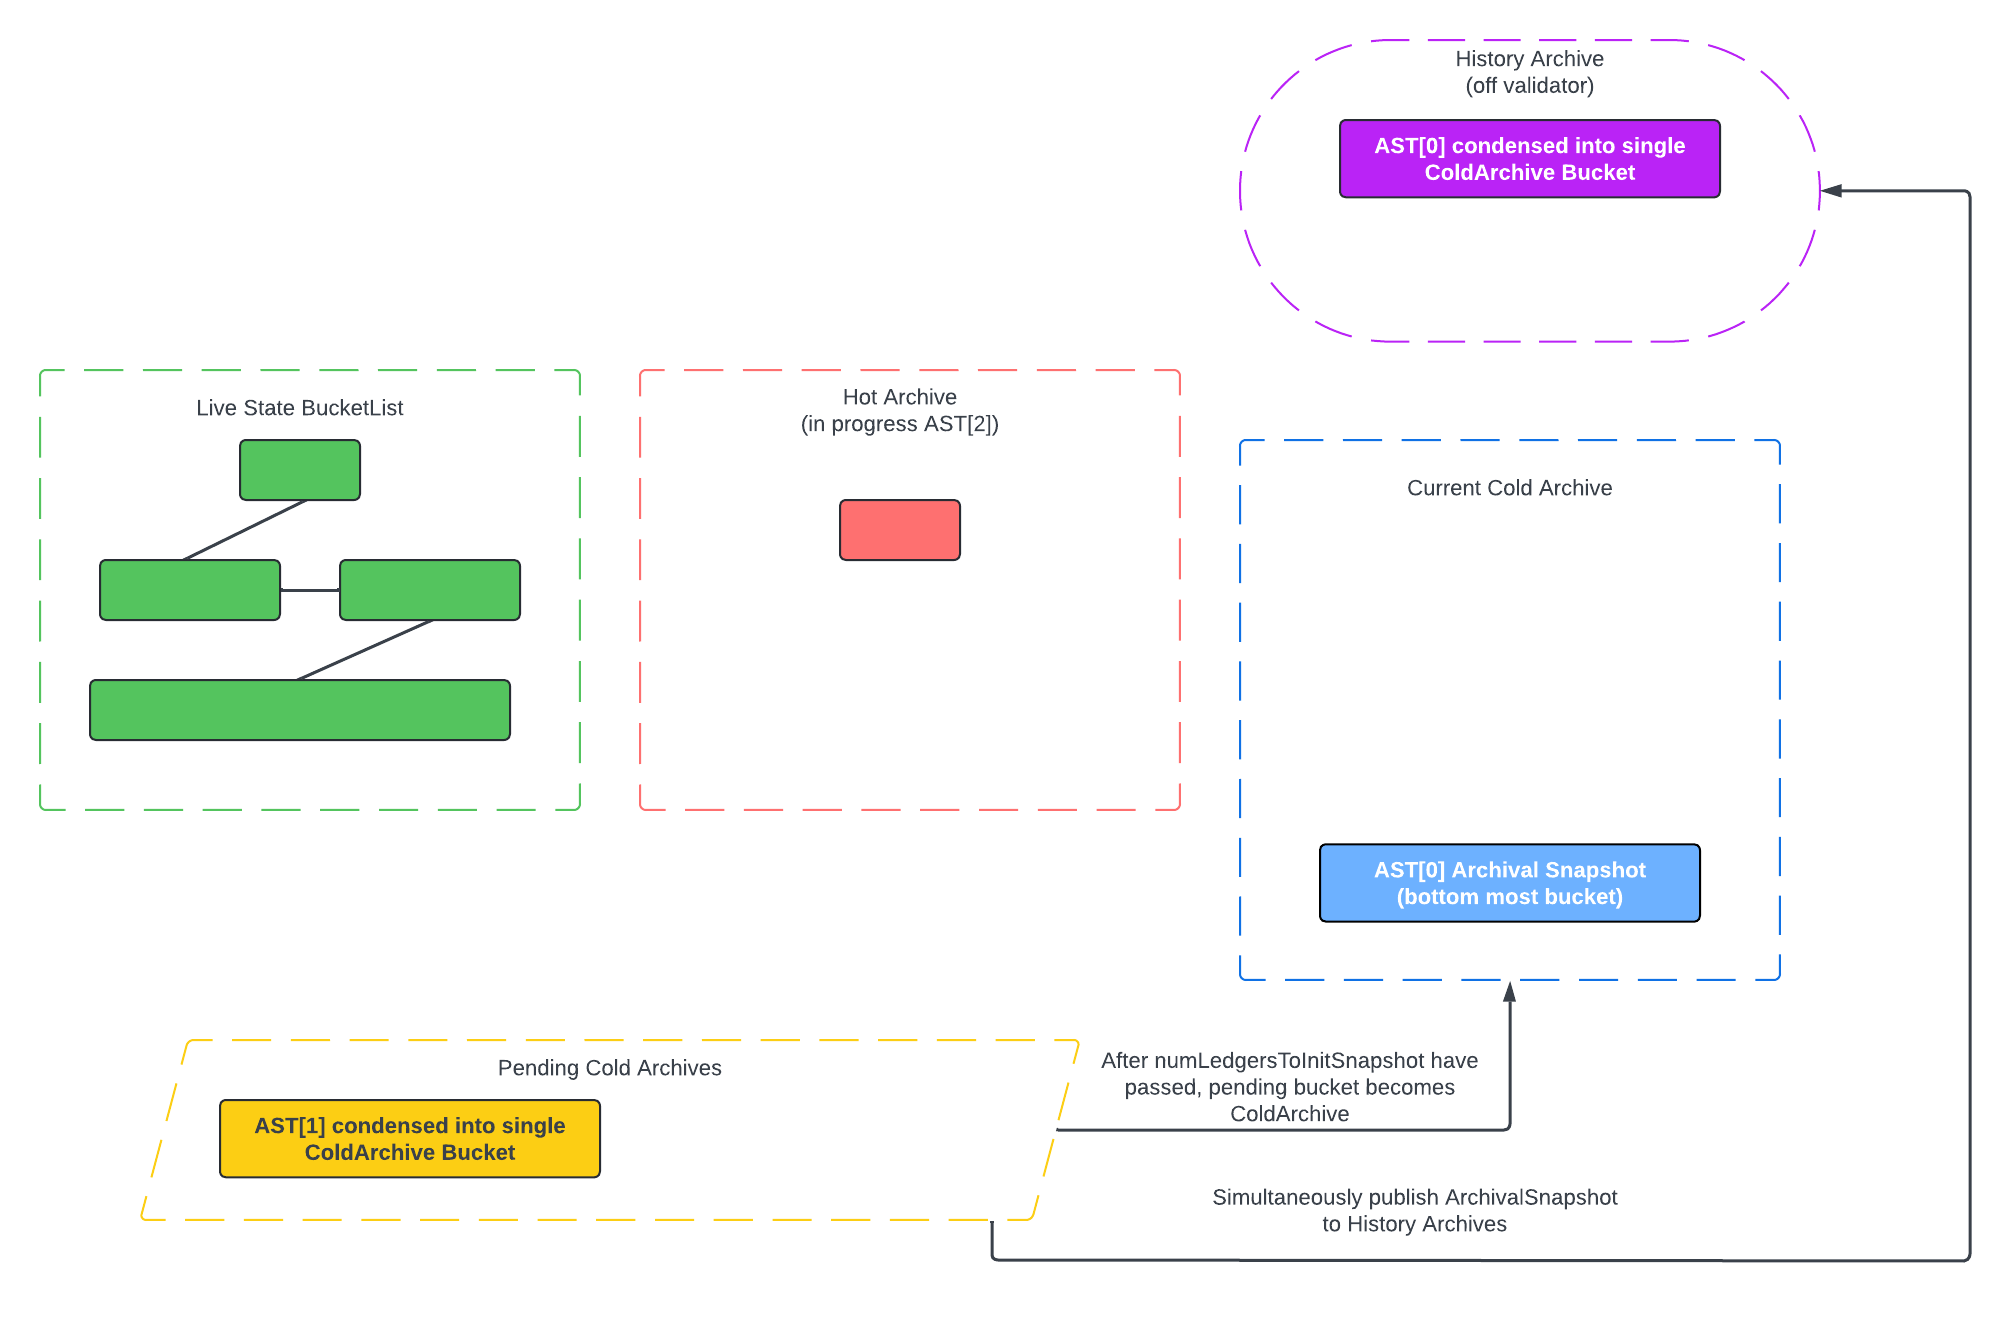 History Archive
(off validator)
AST[0] condensed into single
ColdArchive Bucket
Live State BucketList
Hot Archive
(in progress AST[2])
Current Cold Archive
AST[0] Archival Snapshot
(bottom most bucket)
Pending Cold Archives
AST[1] condensed into single
ColdArchive Bucket
After numLedgersToInitSnapshot have
passed, pending bucket becomes
ColdArchive
Simultaneously publish ArchivalSnapshot
to History Archives